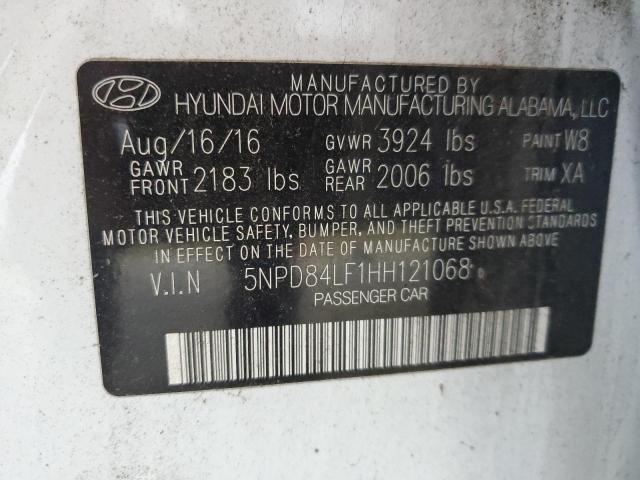 MANUFACTURED BY
HYUNDAI MOTOR MANUFACTURING ALABAMA, LLC
Aug/16/16 GVWR 3924 lbs PAINT W8
GAWR FRONT 2183 lbs GAWR REAR 2006 lbs TRIM XA
THIS VEHICLE CONFORMS TO ALL APPLICABLE U.S.A. FEDERAL
MOTOR VEHICLE SAFETY, BUMPER, AND THEFT PREVENTION STANDARDS
IN EFFECT ON THE DATE OF MANUFACTURE SHOWN ABOVE
V.I.N 5NPD84LF1HH121068 D
PASSENGER CAR